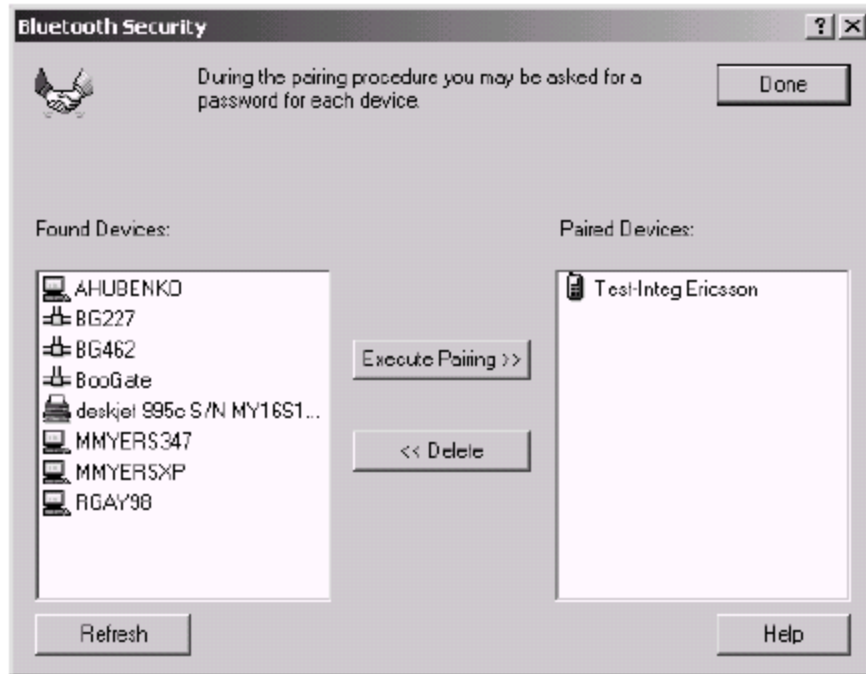 Bluetooth Security
During the pairing procedure you may be asked for a
password for each device.
Done
Found Devices:
Paired Devices:
AHUBENKO
BG227
BG462
BooGate
deskjet 995c S/N MY16S1...
MMYERS347
MMYERSXP
RGAY98
Test-Integ Ericsson
Execute Pairing >>
<< Delete
Refresh
Help